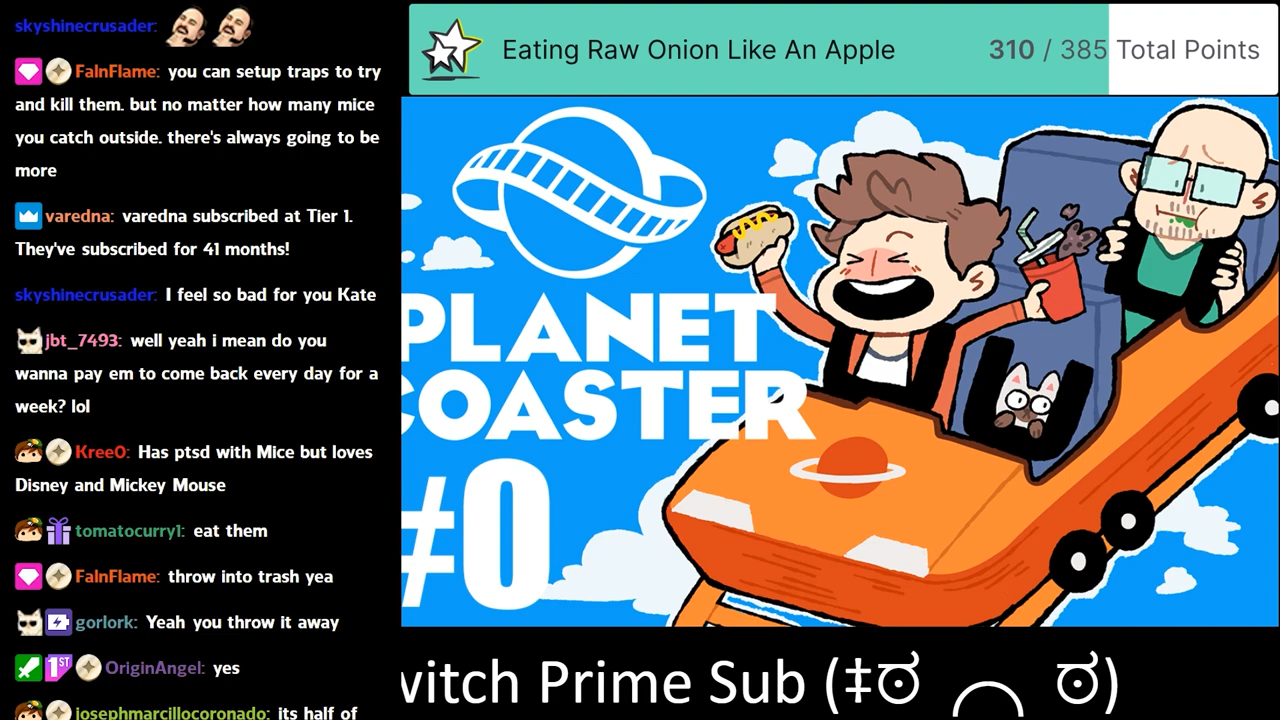 skyshinecrusader:
FalnFlame: you can setup traps to try
and kill them. but no matter how many mice
you catch outside. there's always going to be
more
varedna: varedna subscribed at Tier 1.
They've subscribed for 41 months!
skyshinecrusader: I feel so bad for you Kate
jbt_7493: well yeah i mean do you
wanna pay em to come back every day for a
week? lol
KreeO: Has ptsd with Mice but loves
Disney and Mickey Mouse
tomatocurry1: eat them
FalnFlame: throw into trash yea
gorlork: Yeah you throw it away
1ST OriginAngel: yes
josephmarcillocoronado: its half of
Eating Raw Onion Like An Apple
310 / 385 Total Points
PLANET
COASTER
#0
witch Prime Sub (‡ಠ ╭╮ ಠ)